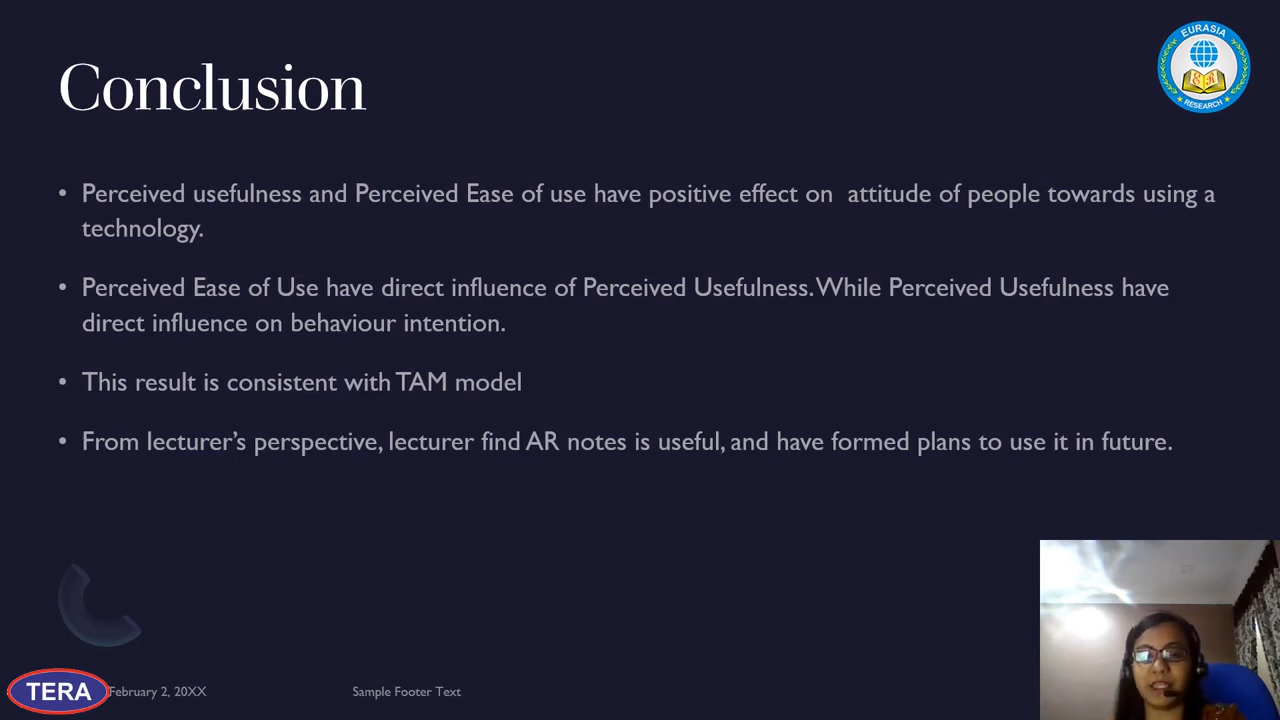 Conclusion
EURASIA
RESEARCH
• Perceived usefulness and Perceived Ease of use have positive effect on  attitude of people towards using a
technology.
• Perceived Ease of Use have direct influence of Perceived Usefulness. While Perceived Usefulness have
direct influence on behaviour intention.
• This result is consistent with TAM model
• From lecturer’s perspective, lecturer find AR notes is useful, and have formed plans to use it in future.
TERA
February 2, 20XX
Sample Footer Text